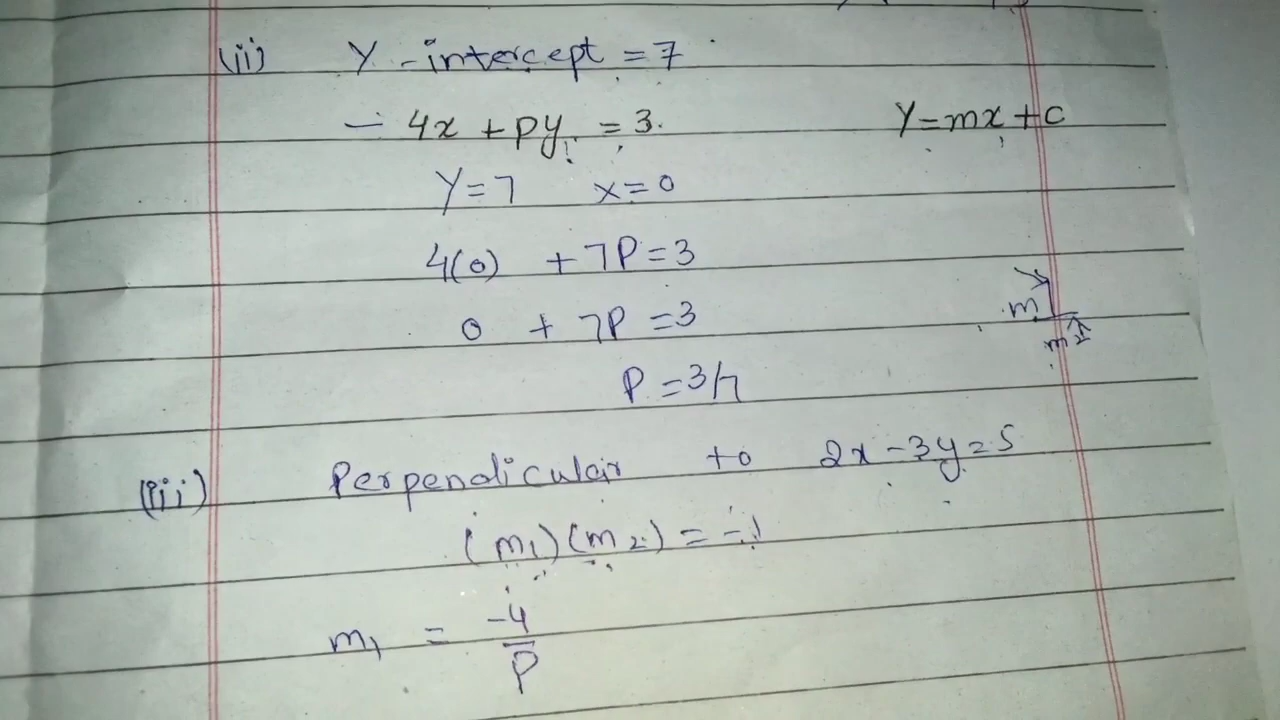 (ii) Y-intercept = 7
- 4x + py = 3. y = mx + c
Y = 7 x = 0
4(0) + 7P = 3
0 + 7P = 3
m
P = 3/7
(iii) Perpendicular to 2x - 3y = 5
(m₁)(m₂) = -1
m₁ = -4/P